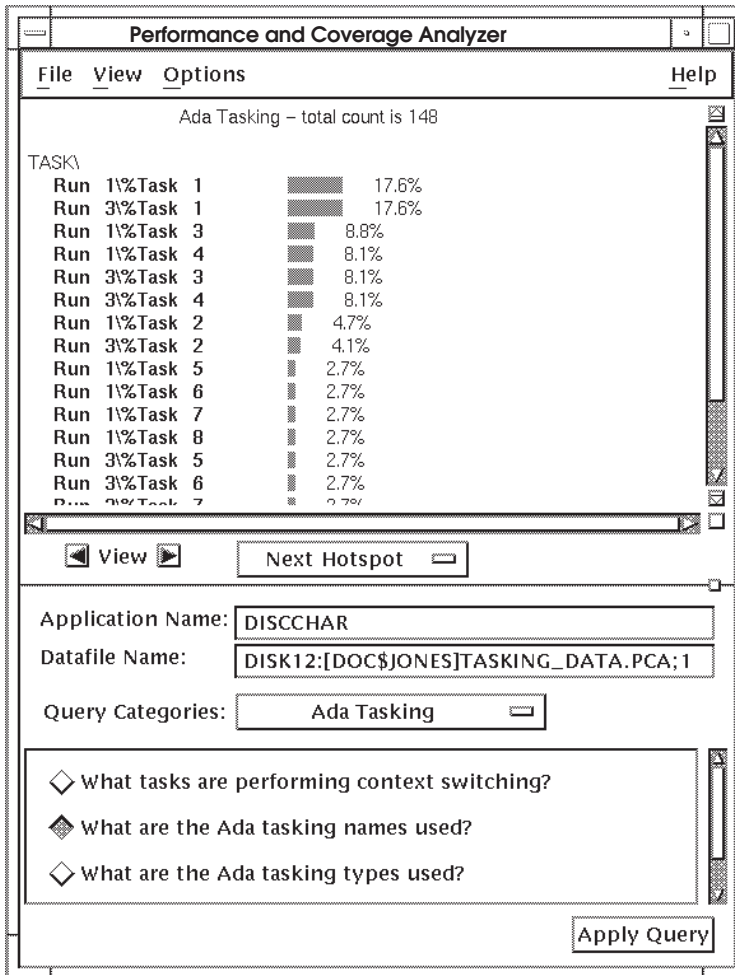 Performance and Coverage Analyzer
File View Options Help
Ada Tasking – total count is 148
TASK\
Run 1\%Task 1 17.6%
Run 3\%Task 1 17.6%
Run 1\%Task 3 8.8%
Run 1\%Task 4 8.1%
Run 3\%Task 3 8.1%
Run 3\%Task 4 8.1%
Run 1\%Task 2 4.7%
Run 3\%Task 2 4.1%
Run 1\%Task 5 2.7%
Run 1\%Task 6 2.7%
Run 1\%Task 7 2.7%
Run 1\%Task 8 2.7%
Run 3\%Task 5 2.7%
Run 3\%Task 6 2.7%
Run 3\%Task 7 2.7%
View Next Hotspot
Application Name: DISCCHAR
Datafile Name: DISK12:[DOC$JONES]TASKING_DATA.PCA;1
Query Categories: Ada Tasking
What tasks are performing context switching?
What are the Ada tasking names used?
What are the Ada tasking types used?
Apply Query